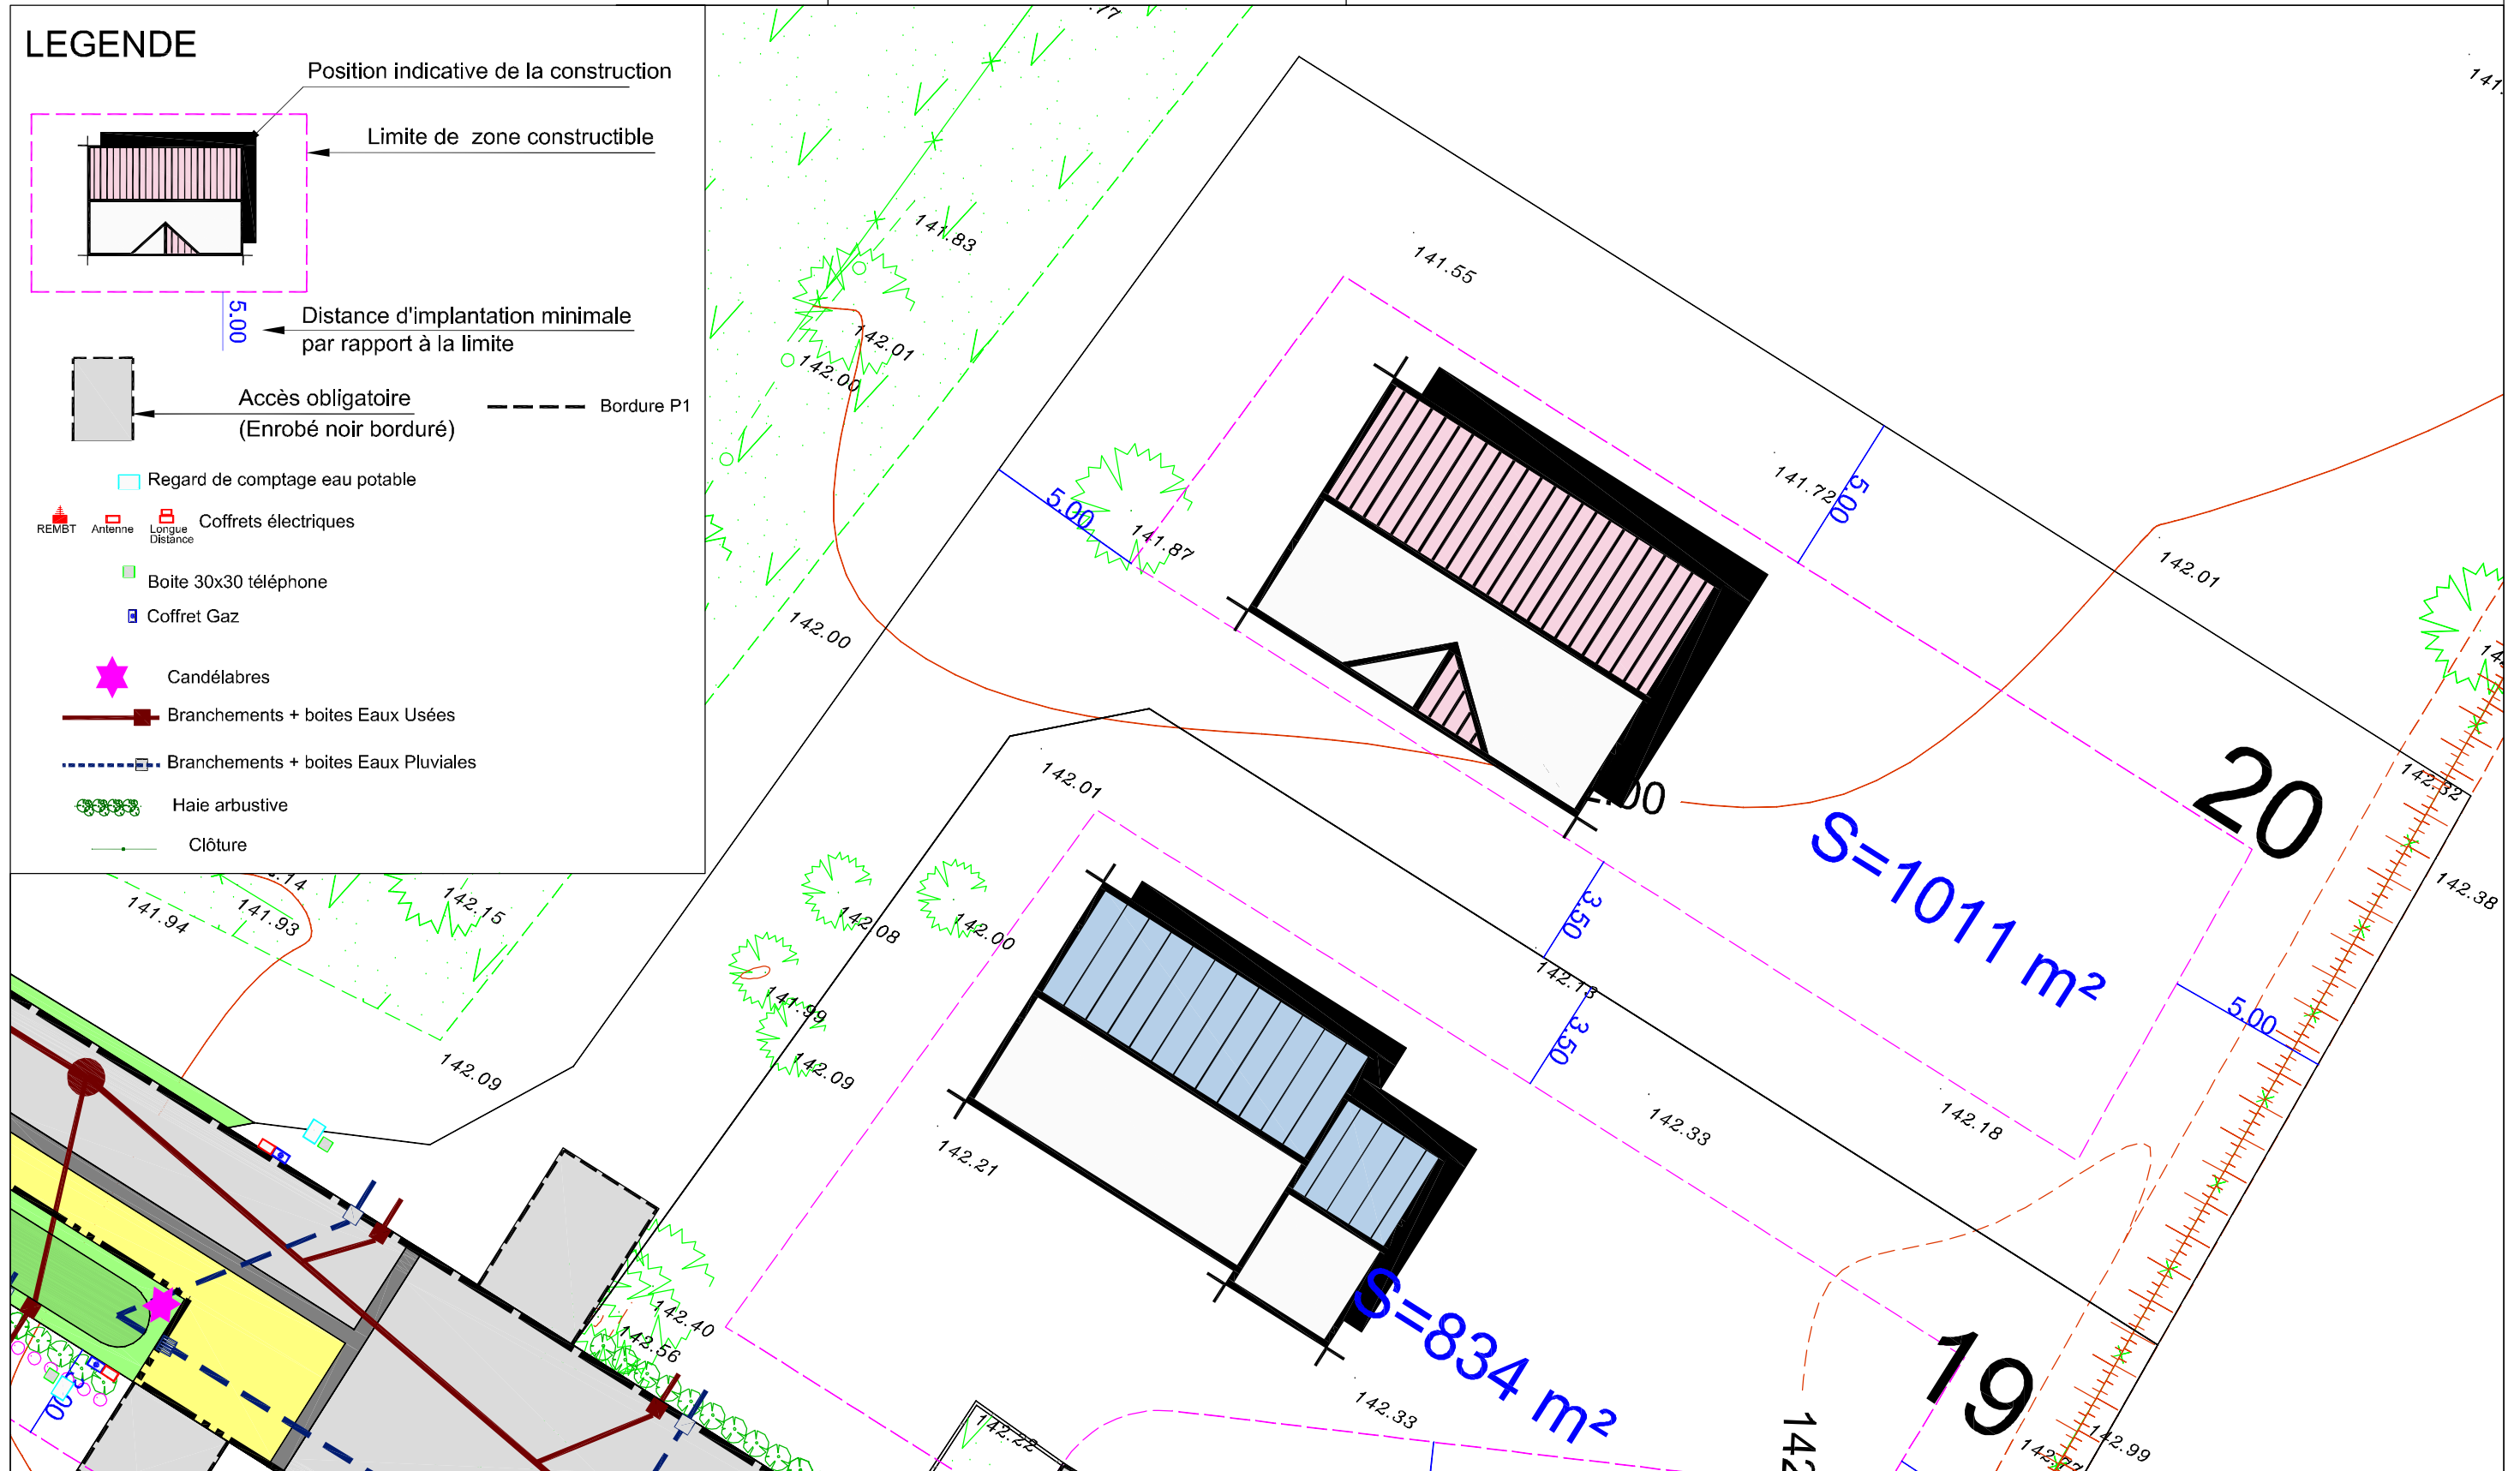 LEGENDE
Position indicative de la construction
Limite de zone constructible
5.00
Distance d'implantation minimale
par rapport à la limite
Accès obligatoire
(Enrobé noir borduré)
Bordure P1
Regard de comptage eau potable
REMBT
Antenne
Longue
Distance
Coffrets électriques
Boite 30x30 téléphone
Coffret Gaz
Candélabres
Branchements + boites Eaux Usées
Branchements + boites Eaux Pluviales
Haie arbustive
Clôture
141.83
142.01
142.00
141.55
5.00
141.87
141.72
5.00
142.01
142.00
142.01
20
142.32
S=1011 m²
142.38
3.50
142.18
3.50
5.00
142.08
142.00
141.99
142.09
142.15
141.94
141.93
142.09
142.21
142.33
142.18
142.40
142.56
S=834 m²
19
142.33
142.22
142.99